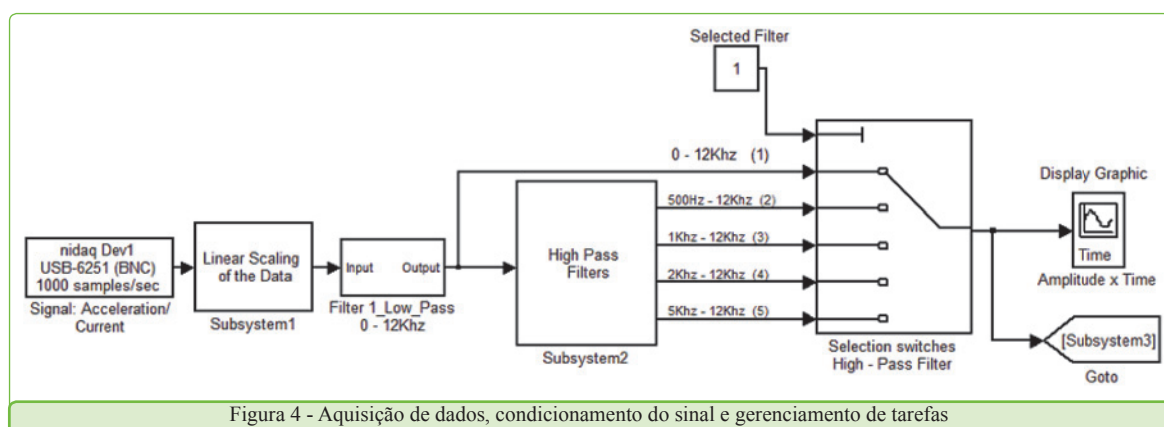 Selected Filter
1
0 - 12Khz (1)
500Hz - 12Khz (2)
1Khz - 12Khz (3)
2Khz - 12Khz (4)
5Khz - 12Khz (5)
nidaq Dev1
USB-6251 (BNC)
1000 samples/sec
Signal: Acceleration/
Current
Linear Scaling
of the Data
Subsystem1
Input Output
Filter 1_Low_Pass
0 - 12Khz
High Pass
Filters
Subsystem2
Selection switches
High - Pass Filter
Display Graphic
Time
Amplitude x Time
[Subsystem3]
Goto
Figura 4 - Aquisição de dados, condicionamento do sinal e gerenciamento de tarefas